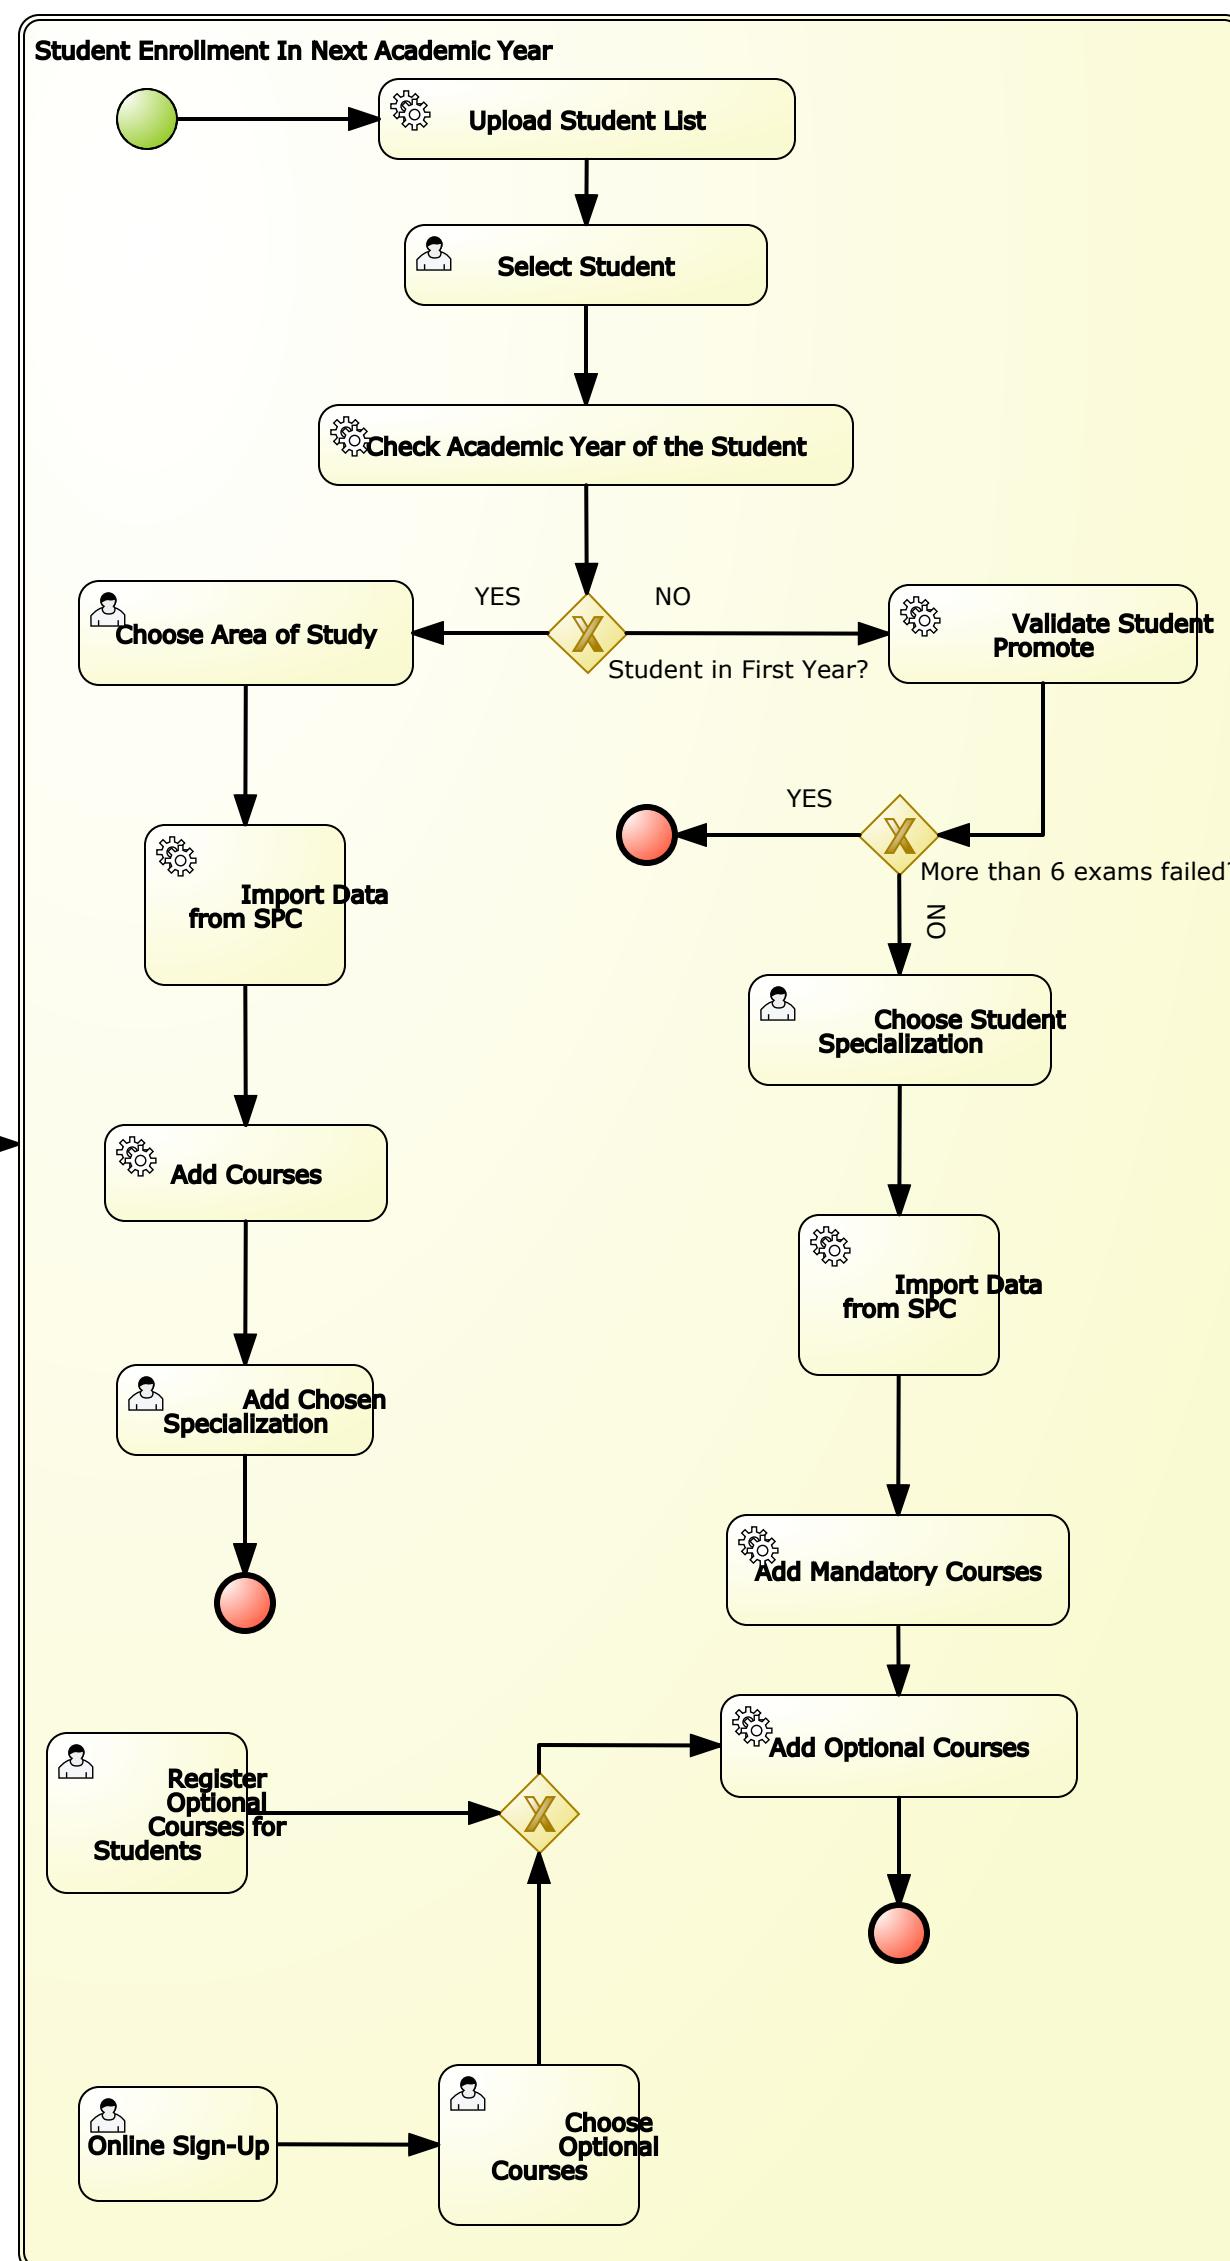 Student Enrollment In Next Academic Year
Upload Student List
Select Student
Check Academic Year of the Student
YES
NO
Choose Area of Study
Student in First Year?
Validate Student
Promote
YES
More than 6 exams failed?
NO
Import Data
from SPC
Choose Student
Specialization
Add Courses
Import Data
from SPC
Add Chosen
Specialization
Add Mandatory Courses
Add Optional Courses
Register
Optional
Courses for
Students
Online Sign-Up
Choose
Optional
Courses